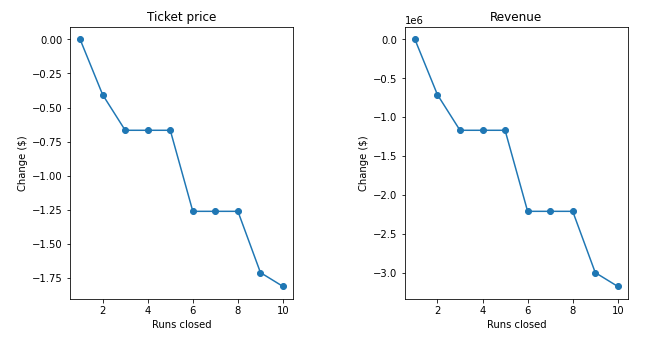 Ticket price
0.00
−0.25
−0.50
−0.75
−1.00
−1.25
−1.50
−1.75
Change ($)
2 4 6 8 10
Runs closed
Revenue
1e6
0.0
−0.5
−1.0
−1.5
−2.0
−2.5
−3.0
Change ($)
2 4 6 8 10
Runs closed